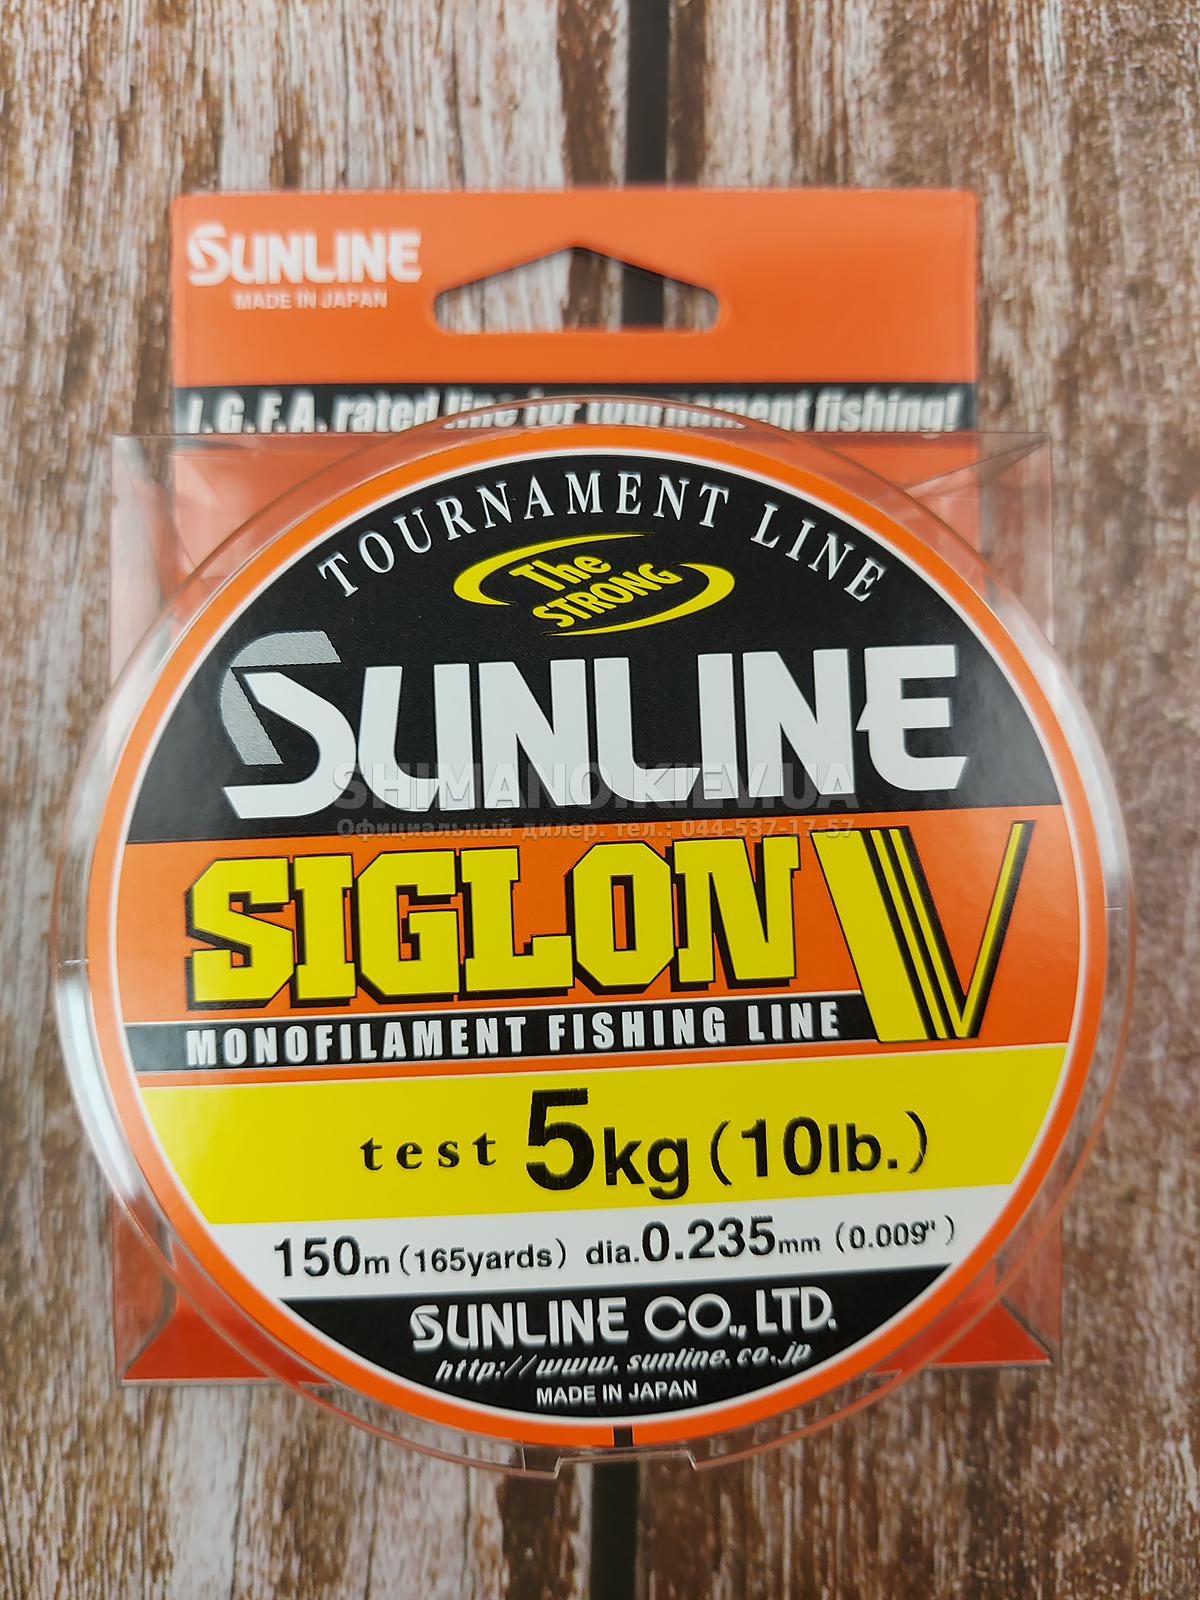 SUNLINE
MADE IN JAPAN
I.G.F.A. rated line for tournament fishing!
TOURNAMENT LINE
The
STRONG
SUNLINE
SHIMANO.KIEV.UA
Официальный дилер. тел.: 044-537-17-57
SIGLON V
MONOFILAMENT FISHING LINE
test 5kg (10lb.)
150m (165yards) dia.0.235mm (0.009")
SUNLINE CO., LTD.
http://www.sunline.co.jp
MADE IN JAPAN